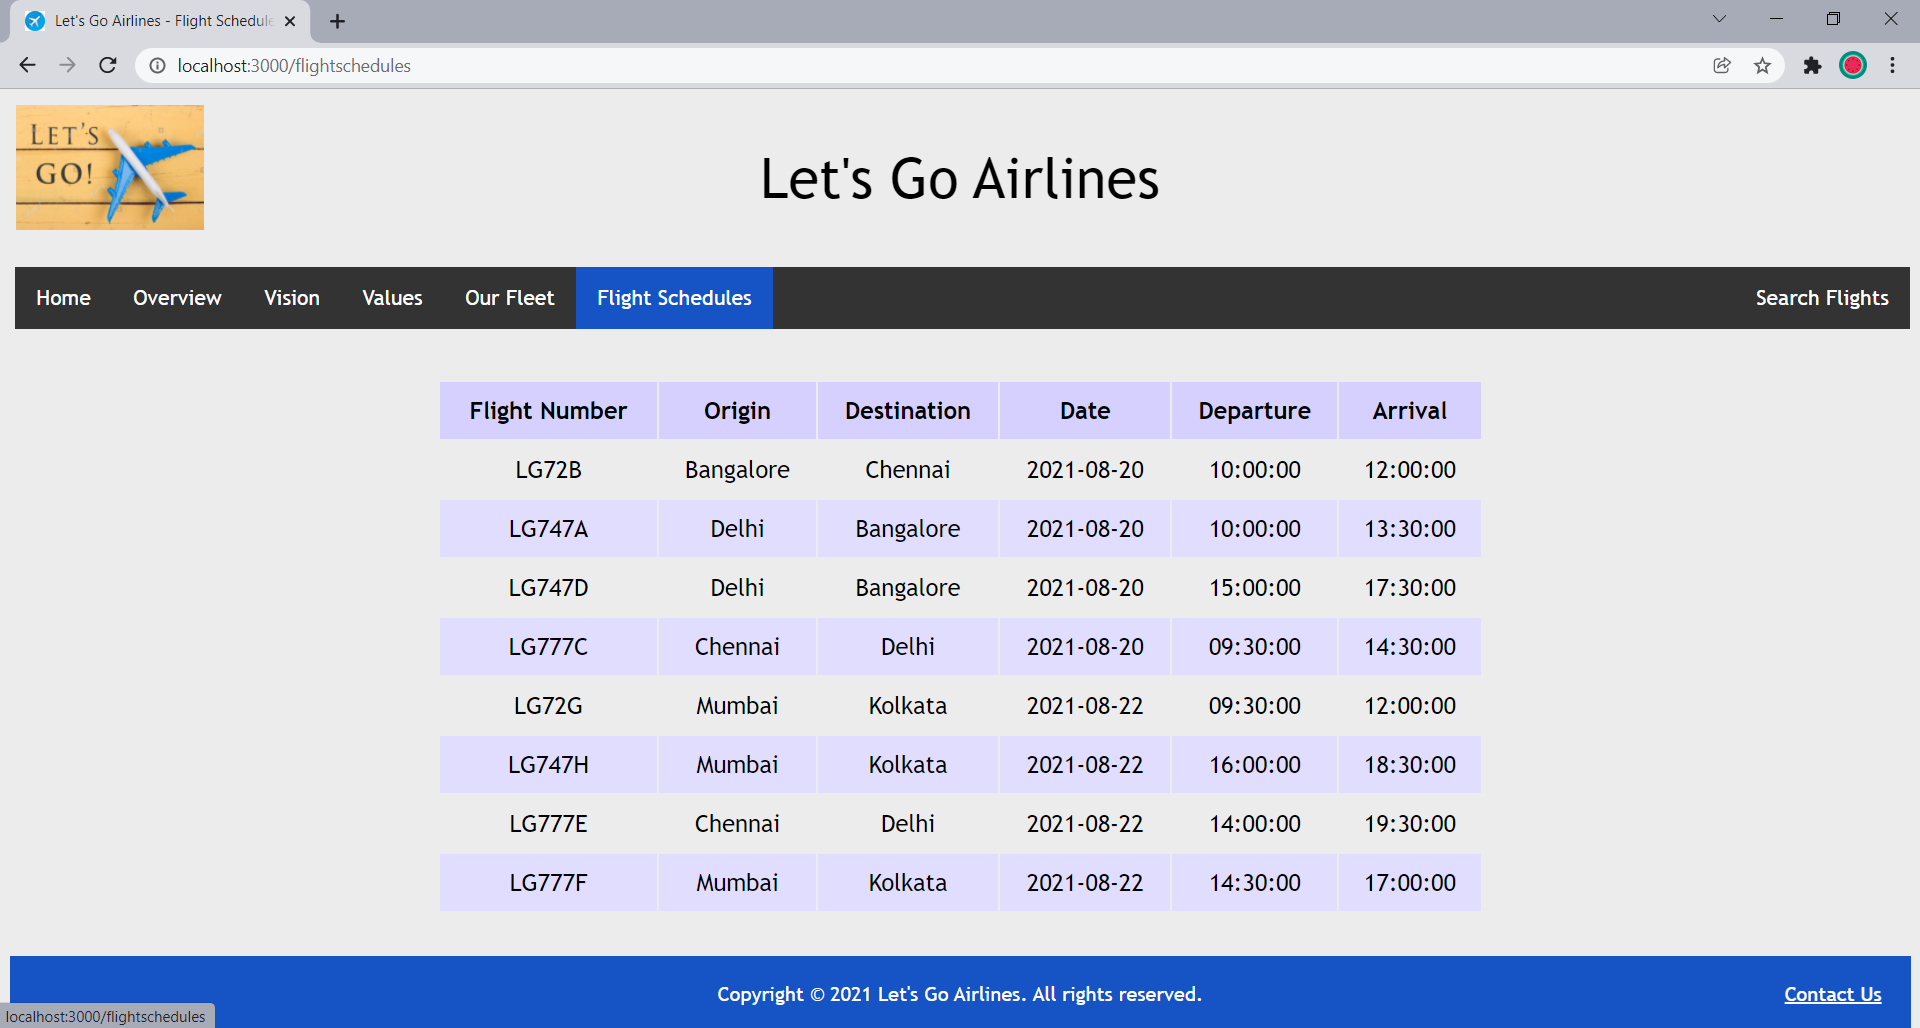 Let's Go Airlines - Flight Schedule
localhost:3000/flightschedules
LET'S
GO!
Let's Go Airlines
Home Overview Vision Values Our Fleet Flight Schedules Search Flights
Flight Number Origin Destination Date Departure Arrival
LG72B Bangalore Chennai 2021-08-20 10:00:00 12:00:00
LG747A Delhi Bangalore 2021-08-20 10:00:00 13:30:00
LG747D Delhi Bangalore 2021-08-20 15:00:00 17:30:00
LG777C Chennai Delhi 2021-08-20 09:30:00 14:30:00
LG72G Mumbai Kolkata 2021-08-22 09:30:00 12:00:00
LG747H Mumbai Kolkata 2021-08-22 16:00:00 18:30:00
LG777E Chennai Delhi 2021-08-22 14:00:00 19:30:00
LG777F Mumbai Kolkata 2021-08-22 14:30:00 17:00:00
Copyright © 2021 Let's Go Airlines. All rights reserved. Contact Us
localhost:3000/flightschedules